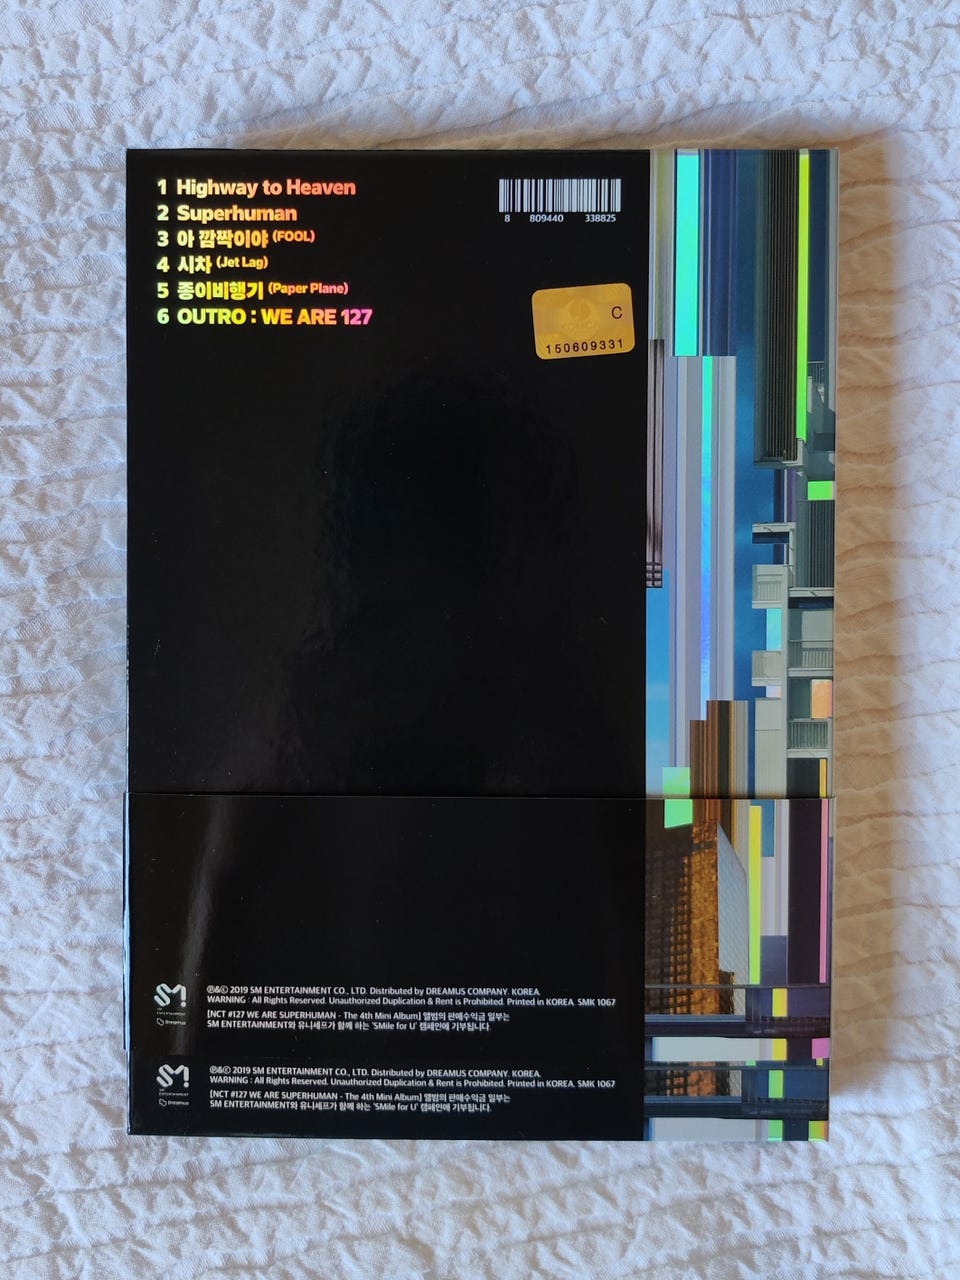 1 Highway to Heaven
2 Superhuman
3 아 깜짝이야 (FOOL)
4 시차 (Jet Lag)
5 종이비행기 (Paper Plane)
6 OUTRO : WE ARE 127
8 809440 338825
C
150609331
SM
SM
ENTERTAINMENT
Dreamus
℗&© 2019 SM ENTERTAINMENT CO., LTD. Distributed by DREAMUS COMPANY. KOREA.
WARNING : All Rights Reserved. Unauthorized Duplication & Rent is Prohibited. Printed in KOREA. SMK 1067
[NCT #127 WE ARE SUPERHUMAN - The 4th Mini Album] 앨범의 판매수익금 일부는
SM ENTERTAINMENT와 유니세프가 함께 하는 'SMile for U' 캠페인에 기부됩니다.
SM
SM
ENTERTAINMENT
Dreamus
℗&© 2019 SM ENTERTAINMENT CO., LTD. Distributed by DREAMUS COMPANY. KOREA.
WARNING : All Rights Reserved. Unauthorized Duplication & Rent is Prohibited. Printed in KOREA. SMK 1067
[NCT #127 WE ARE SUPERHUMAN - The 4th Mini Album] 앨범의 판매수익금 일부는
SM ENTERTAINMENT와 유니세프가 함께 하는 'SMile for U' 캠페인에 기부됩니다.